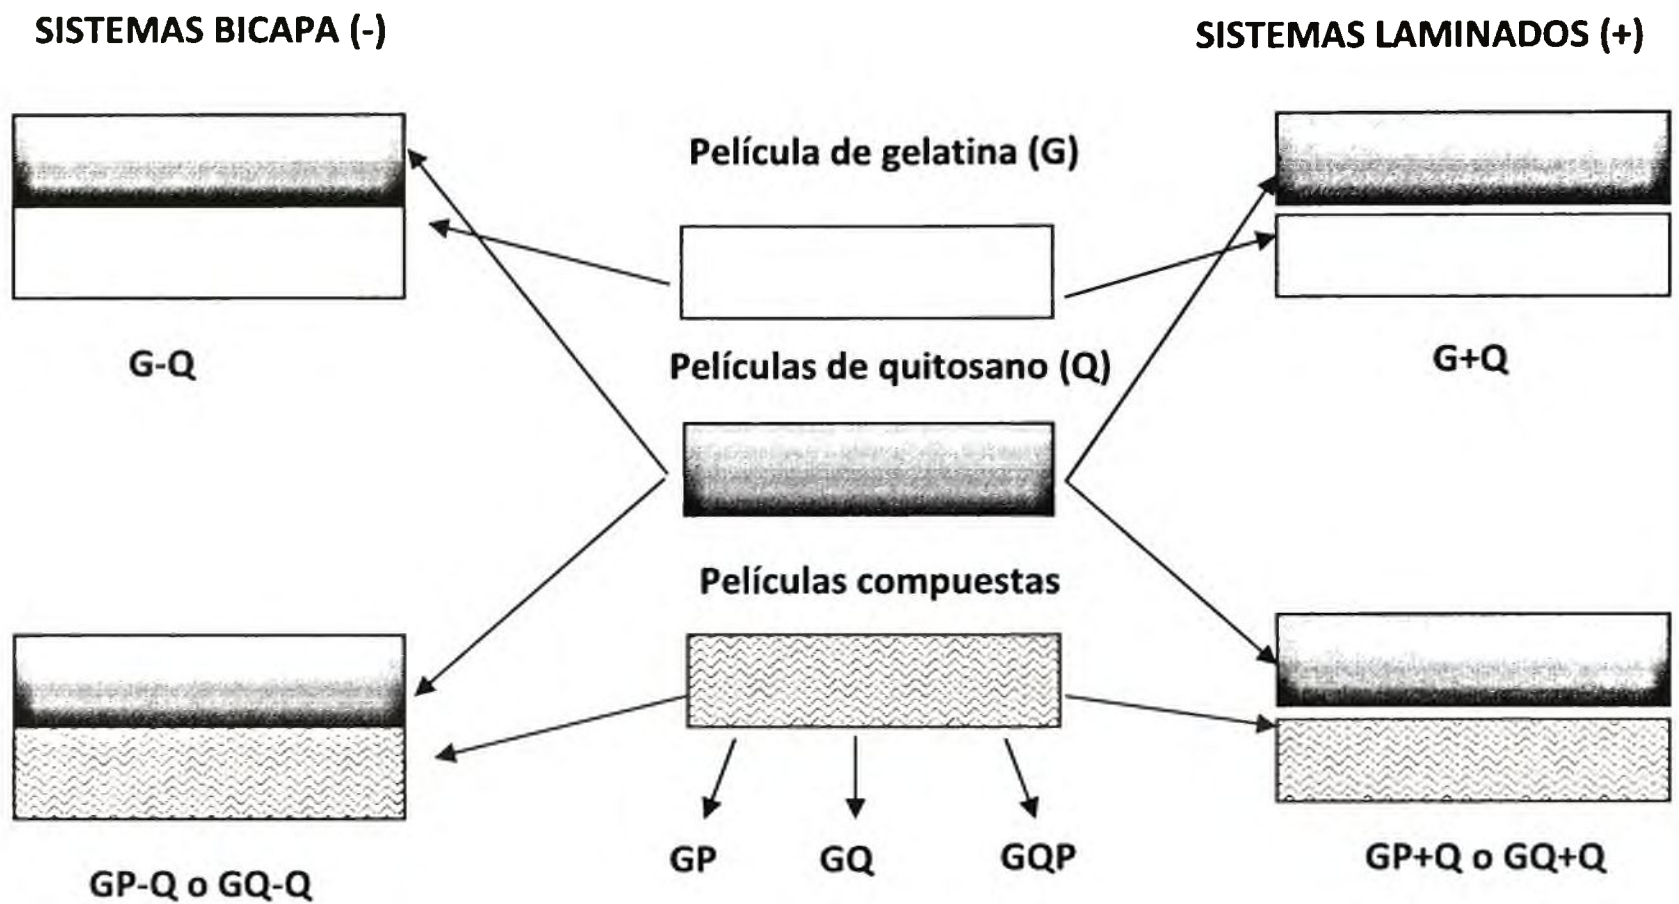 SISTEMAS BICAPA (-)
SISTEMAS LAMINADOS (+)
Película de gelatina (G)
G-Q
Películas de quitosano (Q)
G+Q
Películas compuestas
GP
GQ
GQP
GP-Q o GQ-Q
GP+Q o GQ+Q